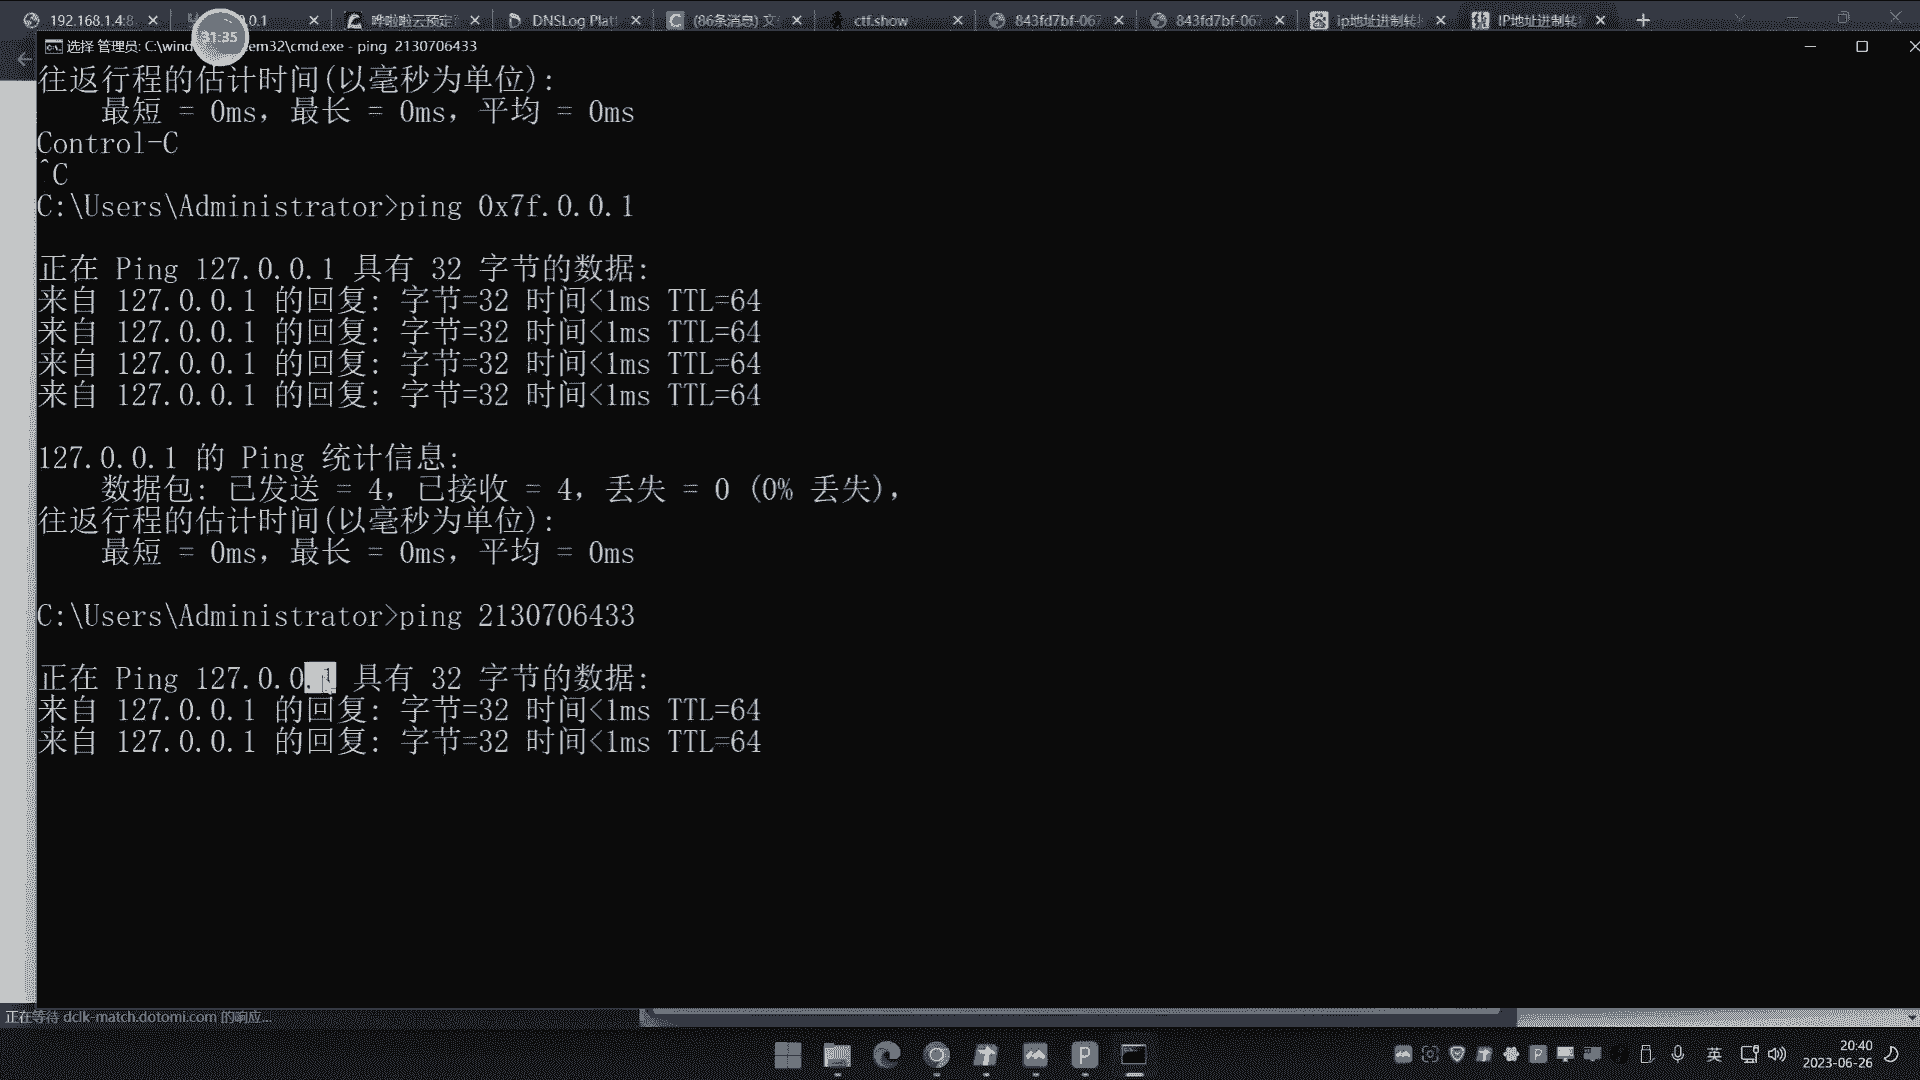 192.168.1.4:8
0.0.1
哗啦啦云预定
DNSLog Plat
(86条消息) 文
ctf.show
843fd7bf-067
843fd7bf-067
ip地址进制转
IP地址进制转
31:35
选择 管理员: C:\wind em32\cmd.exe - ping 2130706433
往返行程的估计时间(以毫秒为单位):
最短 = 0ms，最长 = 0ms，平均 = 0ms
Control-C
^C
C:\Users\Administrator>ping 0x7f.0.0.1
正在 Ping 127.0.0.1 具有 32 字节的数据:
来自 127.0.0.1 的回复: 字节=32 时间<1ms TTL=64
来自 127.0.0.1 的回复: 字节=32 时间<1ms TTL=64
来自 127.0.0.1 的回复: 字节=32 时间<1ms TTL=64
来自 127.0.0.1 的回复: 字节=32 时间<1ms TTL=64
127.0.0.1 的 Ping 统计信息:
数据包: 已发送 = 4，已接收 = 4，丢失 = 0 (0% 丢失)，
往返行程的估计时间(以毫秒为单位):
最短 = 0ms，最长 = 0ms，平均 = 0ms
C:\Users\Administrator>ping 2130706433
正在 Ping 127.0.0.1 具有 32 字节的数据:
来自 127.0.0.1 的回复: 字节=32 时间<1ms TTL=64
来自 127.0.0.1 的回复: 字节=32 时间<1ms TTL=64
正在等待 dclk-match.dotomi.com 的响应...
英
20:40
2023-06-26